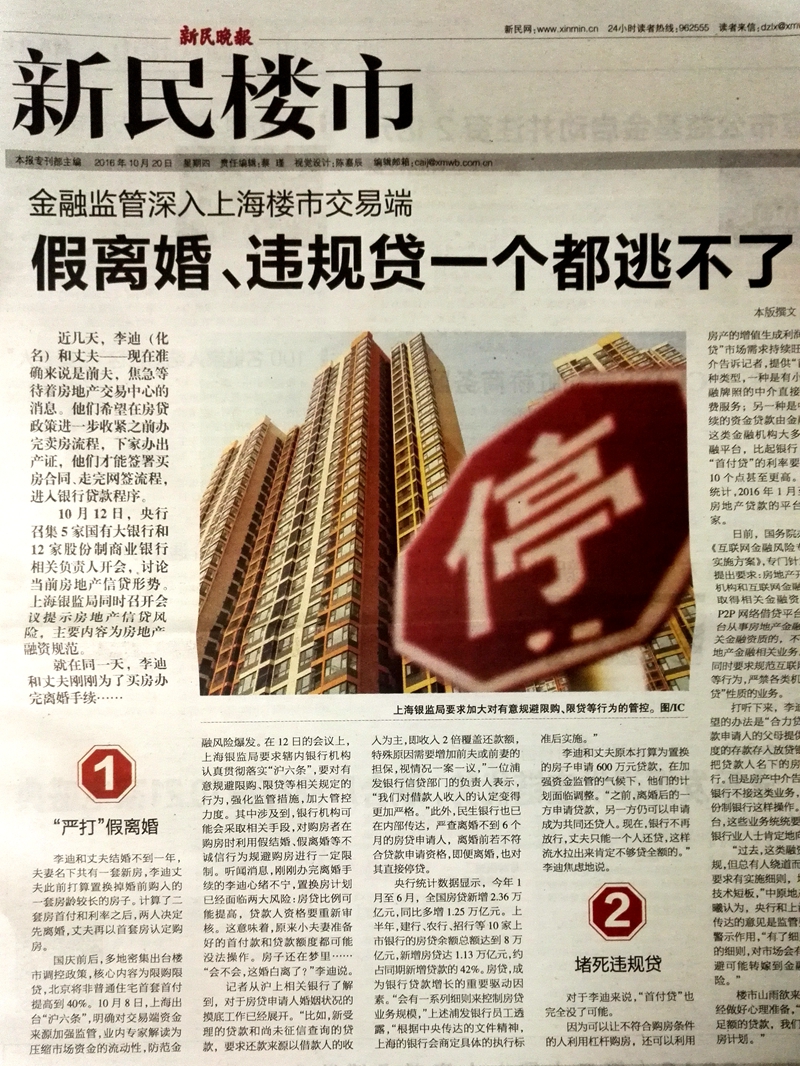 新民晚报
新民网:www.xinmin.cn 24小时读者热线:962555 读者来信:dzlx@xmw
新民楼市
本报专刊部主编 2016年10月20日 星期四 责任编辑:蔡 瑾 视觉设计:陈嘉辰 编辑邮箱:caij@xmwb.com.cn
金融监管深入上海楼市交易端
假离婚、违规贷一个都逃不了
本版撰文
近几天,李迪(化
名)和丈夫——现在准
确来说是前夫,焦急等
待着房地产交易中心的
消息。他们希望在房贷
政策进一步收紧之前办
完卖房流程,下家办出
产证,他们才能签署买
房合同、走完网签流程,
进入银行贷款程序。
10月12日,央行
召集5家国有大银行和
12家股份制商业银行
相关负责人开会,讨论
当前房地产信贷形势。
上海银监局同时召开会
议提示房地产信贷风
险,主要内容为房地产
融资规范。
就在同一天,李迪
和丈夫刚刚为了买房办
完离婚手续……
停
上海银监局要求加大对有意规避限购、限贷等行为的管控。图/IC
1
“严打”假离婚
李迪和丈夫结婚不到一年,
夫妻名下共有一套新房,李迪丈
夫此前打算置换掉婚前购入的
一套房龄较长的房子。计算了二
套房首付和利率之后,两人决定
先离婚,丈夫再以首套房认定购
房。
国庆前后,多地密集出台楼
市调控政策,核心内容为限购限
贷,北京将非普通住宅首套首付
提高到40%。10月8日,上海出
台“沪六条”,明确对交易端资金
来源加强监管,业内专家解读为
压缩市场资金的流动性,防范金
融风险爆发。在12日的会议上,
上海银监局要求辖内银行机构
认真贯彻落实“沪六条”,要对有
意规避限购、限贷等相关规定的
行为,强化监管措施,加大管控
力度。其中涉及到,银行机构可
能会采取相关手段,对购房者在
购房时利用假结婚、假离婚等不
诚信行为规避购房进行一定限
制。听闻消息,刚刚办完离婚手
续的李迪心绪不宁,置换房计划
已经面临两大风险:房贷比例可
能提高,贷款人资格要重新审
核。这意味着,原来小夫妻准备
好的首付款和贷款额度都可能
没法操作。房子还在梦里……
“会不会,这婚白离了?”李迪说。
记者从沪上相关银行了解
到,对于房贷申请人婚姻状况的
摸底工作已经展开。“比如,新受
理的贷款和尚未征信查询的贷
款,要求还款来源以借款人的收
人为主,即收入2倍覆盖还款额,
特殊原因需要增加前夫或前妻的
担保,视情况一案一议,”一位浦
发银行信贷部门的负责人表示,
“我们对借款人收入的认定变得
更加严格。”此外,民生银行也已
在内部传达,严查离婚不到6个
月的房贷申请人,离婚前若不符
合贷款申请资格,即便离婚,也对
其直接停贷。
央行统计数据显示,今年1
月至6月,全国房贷新增2.36万
亿元,同比多增1.25万亿元。上
半年,建行、农行、招行等10家上
市银行的房贷余额总额达到8万
亿元,新增房贷达1.13万亿元,约
占同期新增贷款的42%。房贷,成
为银行贷款增长的重要驱动因
素。“会有一系列细则来控制房贷
业务规模,”上述浦发银行员工透
露,“根据中央传达的文件精神,
上海的银行会商定具体的执行标
准后实施。”
李迪和丈夫原本打算为置换
的房子申请600万元贷款,在加
强资金监管的气候下,他们的计
划面临调整。“之前,离婚后的一
方申请贷款,另一方仍可以申请
成为共同还贷人。现在,银行不再
放行,丈夫只能一个人还贷,这样
流水拉出来肯定不够贷全额的。”
李迪焦虑地说。
2
堵死违规贷
对于李迪来说,“首付贷”也
完全没了可能。
因为可以让不符合购房条件
的人利用杠杆购房,还可以利用
房产的增值生成利润
贷”市场需求持续旺
介告诉记者,提供“首
种类型,一种是有小
融牌照的中介直接
费服务;另一种是
续的资金贷款由金
这类金融机构大多
融平台,比起银行
“首付贷”的利率要
10个点甚至更高。
统计,2016年1月
房地产贷款的平台
家。
日前,国务院
《互联网金融风险专
实施方案》,专门针
提出要求:房地产开
机构和互联网金融
取得相关金融资
P2P网络借贷平台
台从事房地产金融
关金融资质的,不
地产金融相关业务
同时要求规范互联网
等行为,严禁各类机
贷”性质的业务。
打听下来,李迪
望的办法是“合力贷
款申请人的父母提供
度的存款存入放贷银
把贷款人名下的房
行。但是房产中介告
银行不接这类业务,
份制银行这样操作。
台,这些业务统统要
银行业人士肯定地向
“过去,这类融资
规,但总有人绕道而
要求有实施细则,
技术短板,”中原地
曦认为,央行和上
传达的意见是监管
警示作用,“有了细
的细则,对市场会有
避可能转嫁到金融
险。”
楼市山雨欲来
经做好心理准备,“
足额的贷款,我们
房计划。”